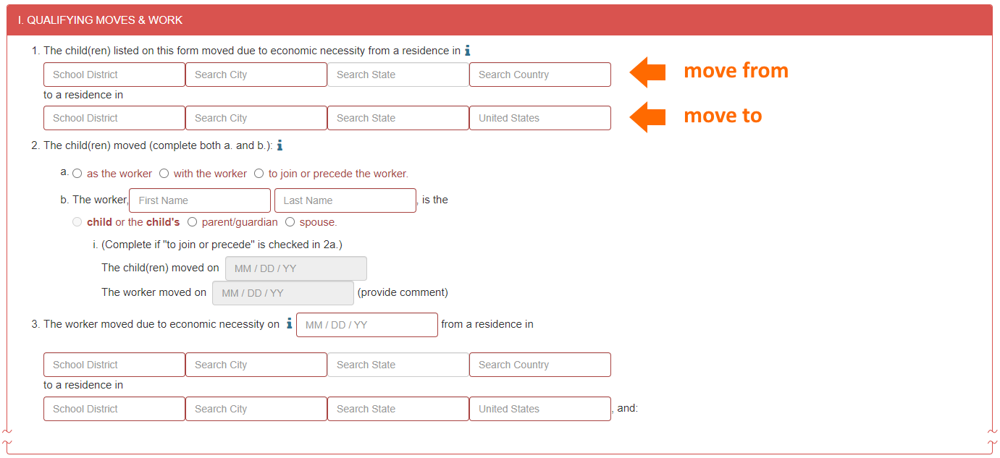 I. QUALIFYING MOVES & WORK
1. The child(ren) listed on this form moved due to economic necessity from a residence in i
School District Search City Search State Search Country move from
to a residence in
School District Search City Search State United States move to
2. The child(ren) moved (complete both a. and b.): i
a. as the worker with the worker to join or precede the worker.
b. The worker, First Name Last Name , is the
child or the child's parent/guardian spouse.
i. (Complete if "to join or precede" is checked in 2a.)
The child(ren) moved on MM / DD / YY
The worker moved on MM / DD / YY (provide comment)
3. The worker moved due to economic necessity on i MM / DD / YY from a residence in
School District Search City Search State Search Country
to a residence in
School District Search City Search State United States , and: